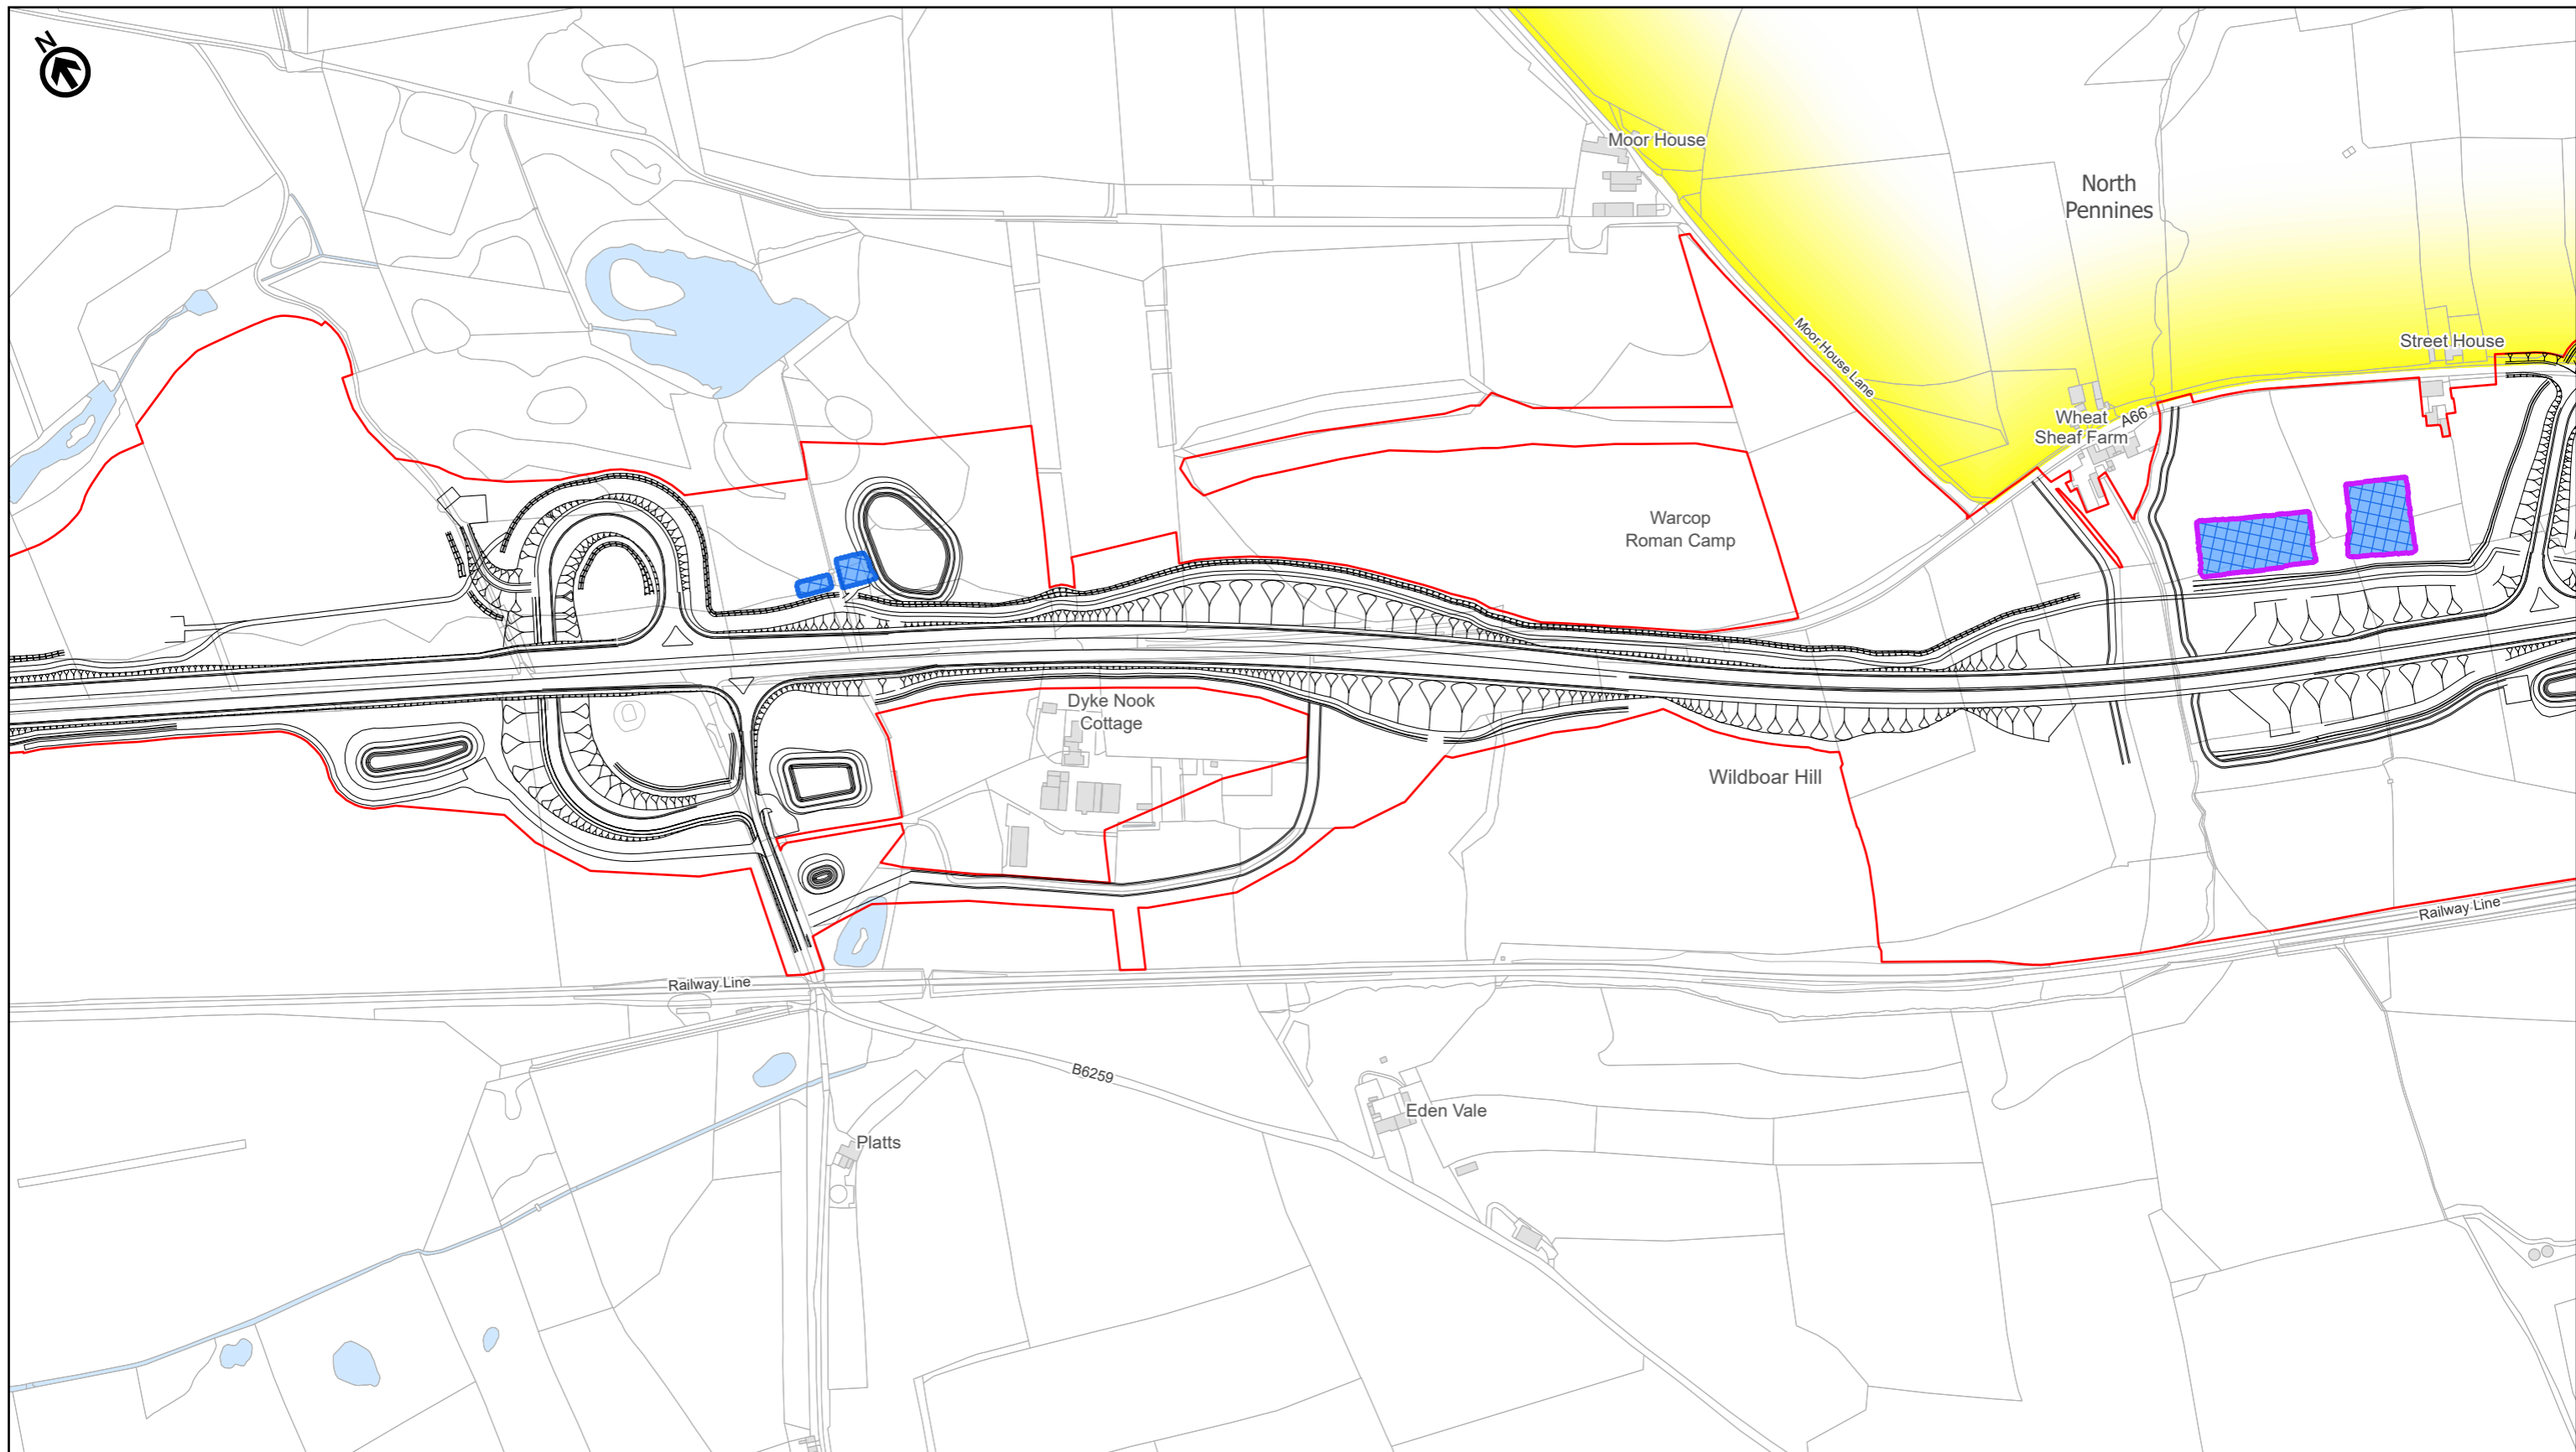 N
Moor House
North
Pennines
Moor House Lane
Street House
Wheat
Sheaf Farm
A66
Warcop
Roman Camp
Dyke Nook
Cottage
Wildboar Hill
Railway Line
Railway Line
B6259
Eden Vale
Platts